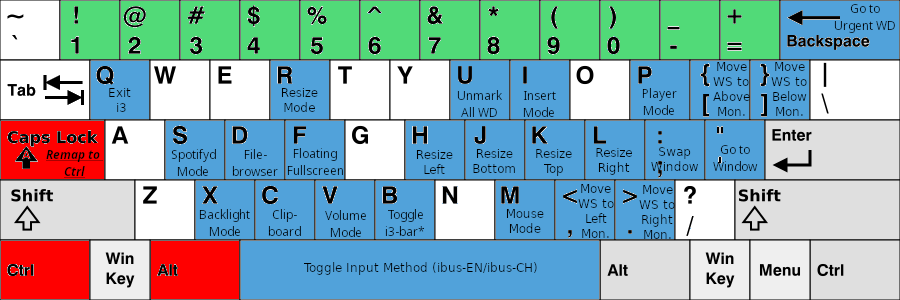 ~ ! @ # $ % ^ & * ( ) _ + Go to
` 1 2 3 4 5 6 7 8 9 0 - = Urgent WD
Backspace
Tab Q W E R T Y U I O P { Move } Move |
Exit Resize Unmark Insert Player [ WS to ] WS to \
i3 Mode All WD Mode Mode Above Below
Mon. Mon.
Caps Lock A S D F G H J K L : " Enter
Remap to Spotifyd File- Floating Resize Resize Resize Resize ; Swap ' Go to
Ctrl Mode browser Fullscreen Left Bottom Top Right Window Window
Shift Z X C V B N M < Move > Move ? Shift
Backlight Clip- Volume Toggle Mouse , WS to . WS to /
Mode board Mode i3-bar* Mode Left Right
Mon. Mon.
Ctrl Win Alt Toggle Input Method (ibus-EN/ibus-CH) Alt Win Menu Ctrl
Key Key